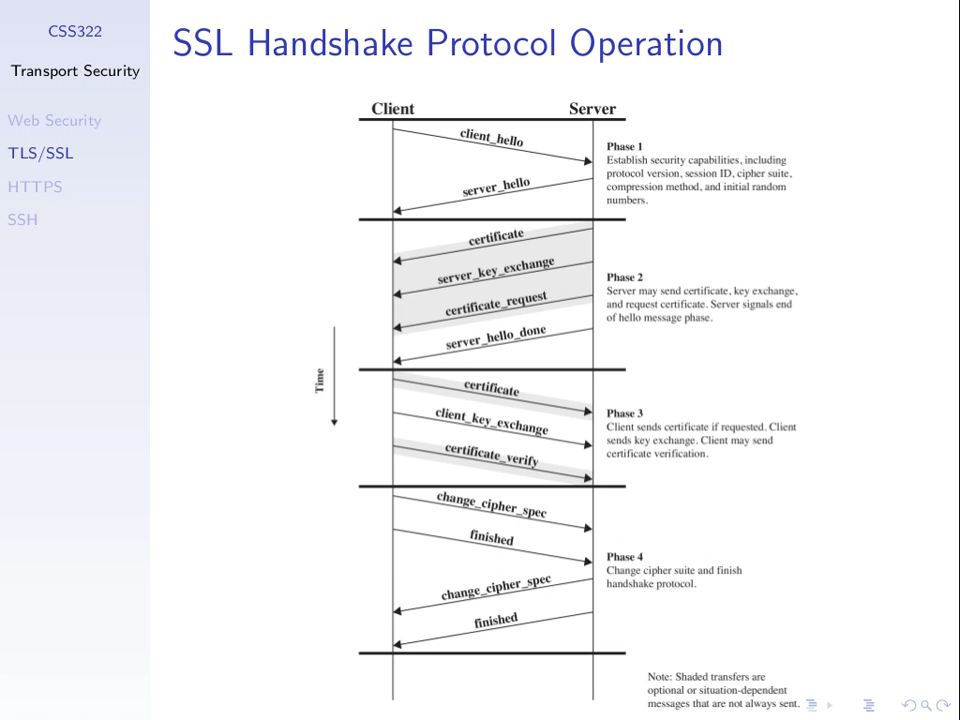 CSS322
Transport Security
Web Security
TLS/SSL
HTTPS
SSH
SSL Handshake Protocol Operation
Client
Server
client_hello
server_hello
Phase 1
Establish security capabilities, including
protocol version, session ID, cipher suite,
compression method, and initial random
numbers.
certificate
server_key_exchange
certificate_request
server_hello_done
Phase 2
Server may send certificate, key exchange,
and request certificate. Server signals end
of hello message phase.
Time
certificate
client_key_exchange
certificate_verify
Phase 3
Client sends certificate if requested. Client
sends key exchange. Client may send
certificate verification.
change_cipher_spec
finished
change_cipher_spec
finished
Phase 4
Change cipher suite and finish
handshake protocol.
Note: Shaded transfers are
optional or situation-dependent
messages that are not always sent.